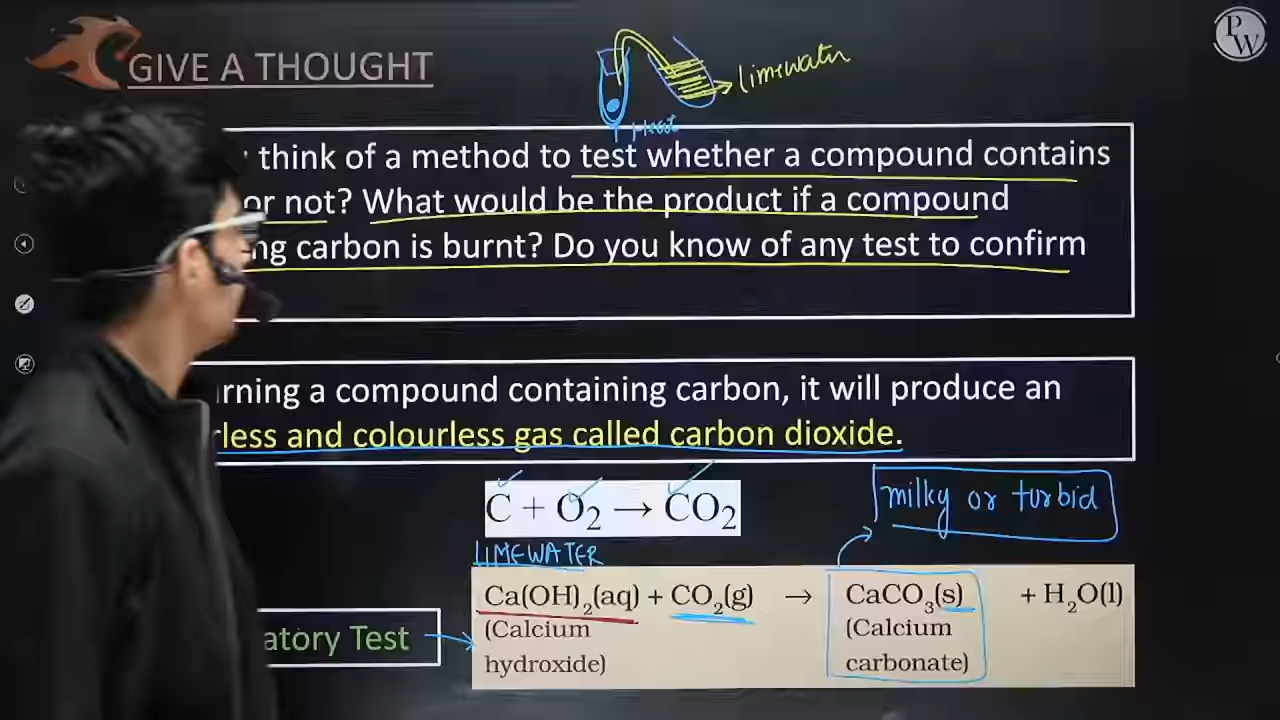 PW
GIVE A THOUGHT
limewater
Heat
think of a method to test whether a compound contains
or not? What would be the product if a compound
ng carbon is burnt? Do you know of any test to confirm
rning a compound containing carbon, it will produce an
rless and colourless gas called carbon dioxide.
C + O₂ → CO₂
milky or turbid
LIMEWATER
Ca(OH)₂(aq) + CO₂(g) → CaCO₃(s) + H₂O(l)
(Calcium (Calcium
hydroxide) carbonate)
atory Test